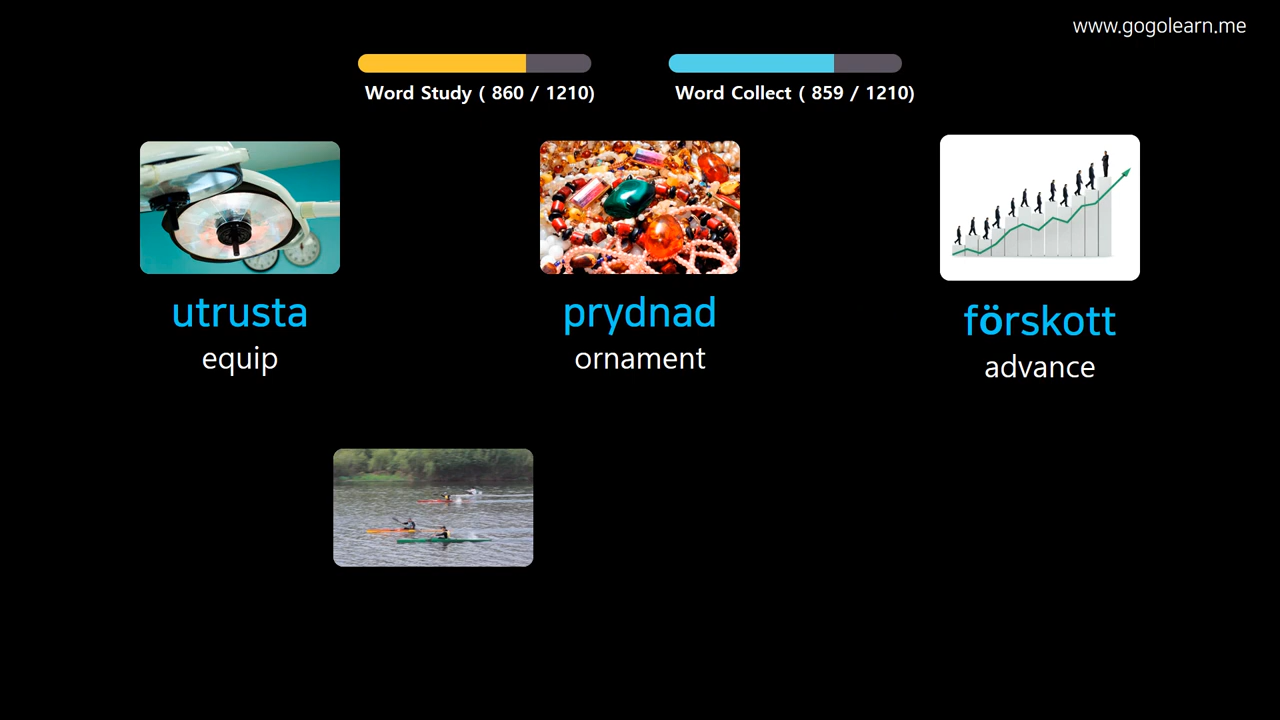 www.gogolearn.me
Word Study ( 860 / 1210)
Word Collect ( 859 / 1210)
utrusta
prydnad
förskott
equip
ornament
advance